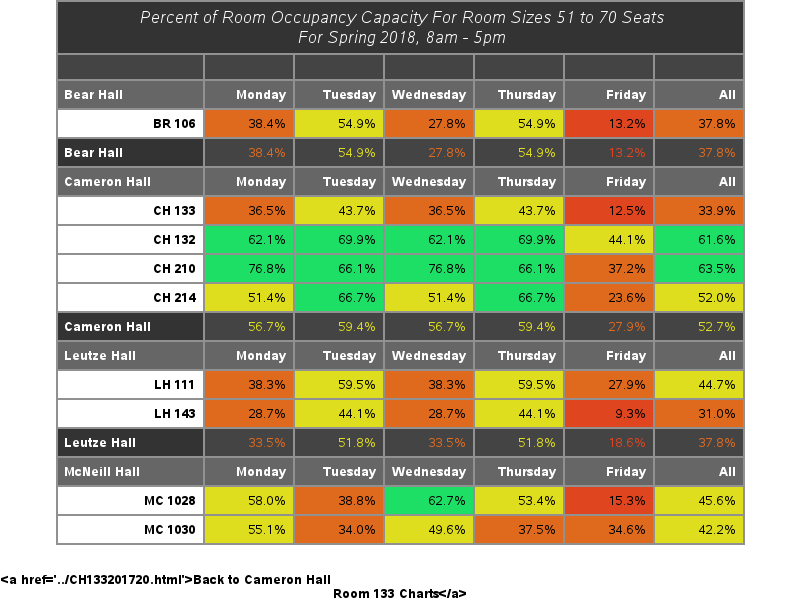 Percent of Room Occupancy Capacity For Room Sizes 51 to 70 Seats
For Spring 2018, 8am - 5pm
Bear Hall Monday Tuesday Wednesday Thursday Friday All
BR 106 38.4% 54.9% 27.8% 54.9% 13.2% 37.8%
Bear Hall 38.4% 54.9% 27.8% 54.9% 13.2% 37.8%
Cameron Hall Monday Tuesday Wednesday Thursday Friday All
CH 133 36.5% 43.7% 36.5% 43.7% 12.5% 33.9%
CH 132 62.1% 69.9% 62.1% 69.9% 44.1% 61.6%
CH 210 76.8% 66.1% 76.8% 66.1% 37.2% 63.5%
CH 214 51.4% 66.7% 51.4% 66.7% 23.6% 52.0%
Cameron Hall 56.7% 59.4% 56.7% 59.4% 27.9% 52.7%
Leutze Hall Monday Tuesday Wednesday Thursday Friday All
LH 111 38.3% 59.5% 38.3% 59.5% 27.9% 44.7%
LH 143 28.7% 44.1% 28.7% 44.1% 9.3% 31.0%
Leutze Hall 33.5% 51.8% 33.5% 51.8% 18.6% 37.8%
McNeill Hall Monday Tuesday Wednesday Thursday Friday All
MC 1028 58.0% 38.8% 62.7% 53.4% 15.3% 45.6%
MC 1030 55.1% 34.0% 49.6% 37.5% 34.6% 42.2%
<a href='../CH133201720.html'>Back to Cameron Hall
Room 133 Charts</a>